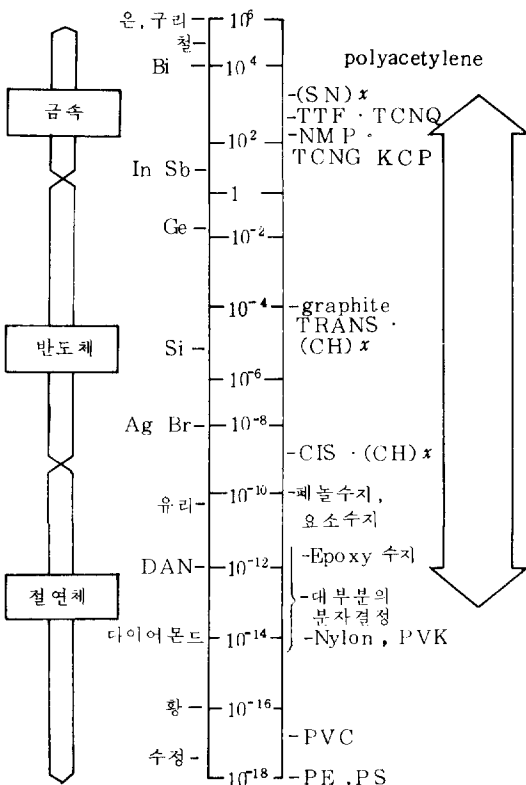 은, 구리
10⁶
철
Bi
10⁴
polyacetylene
금속
(SN)x
TTF · TCNQ
NMP ·
TCNG KCP
10²
In Sb
1
Ge
10⁻²
10⁻⁴
graphite
TRANS ·
(CH)x
반도체
Si
10⁻⁶
Ag Br
10⁻⁸
CIS · (CH)x
유리
10⁻¹⁰
페놀수지,
요소수지
Epoxy 수지
DAN
10⁻¹²
절연체
대부분의
분자결정
다이어몬드
10⁻¹⁴
Nylon, PVK
황
10⁻¹⁶
PVC
수정
10⁻¹⁸
PE, PS